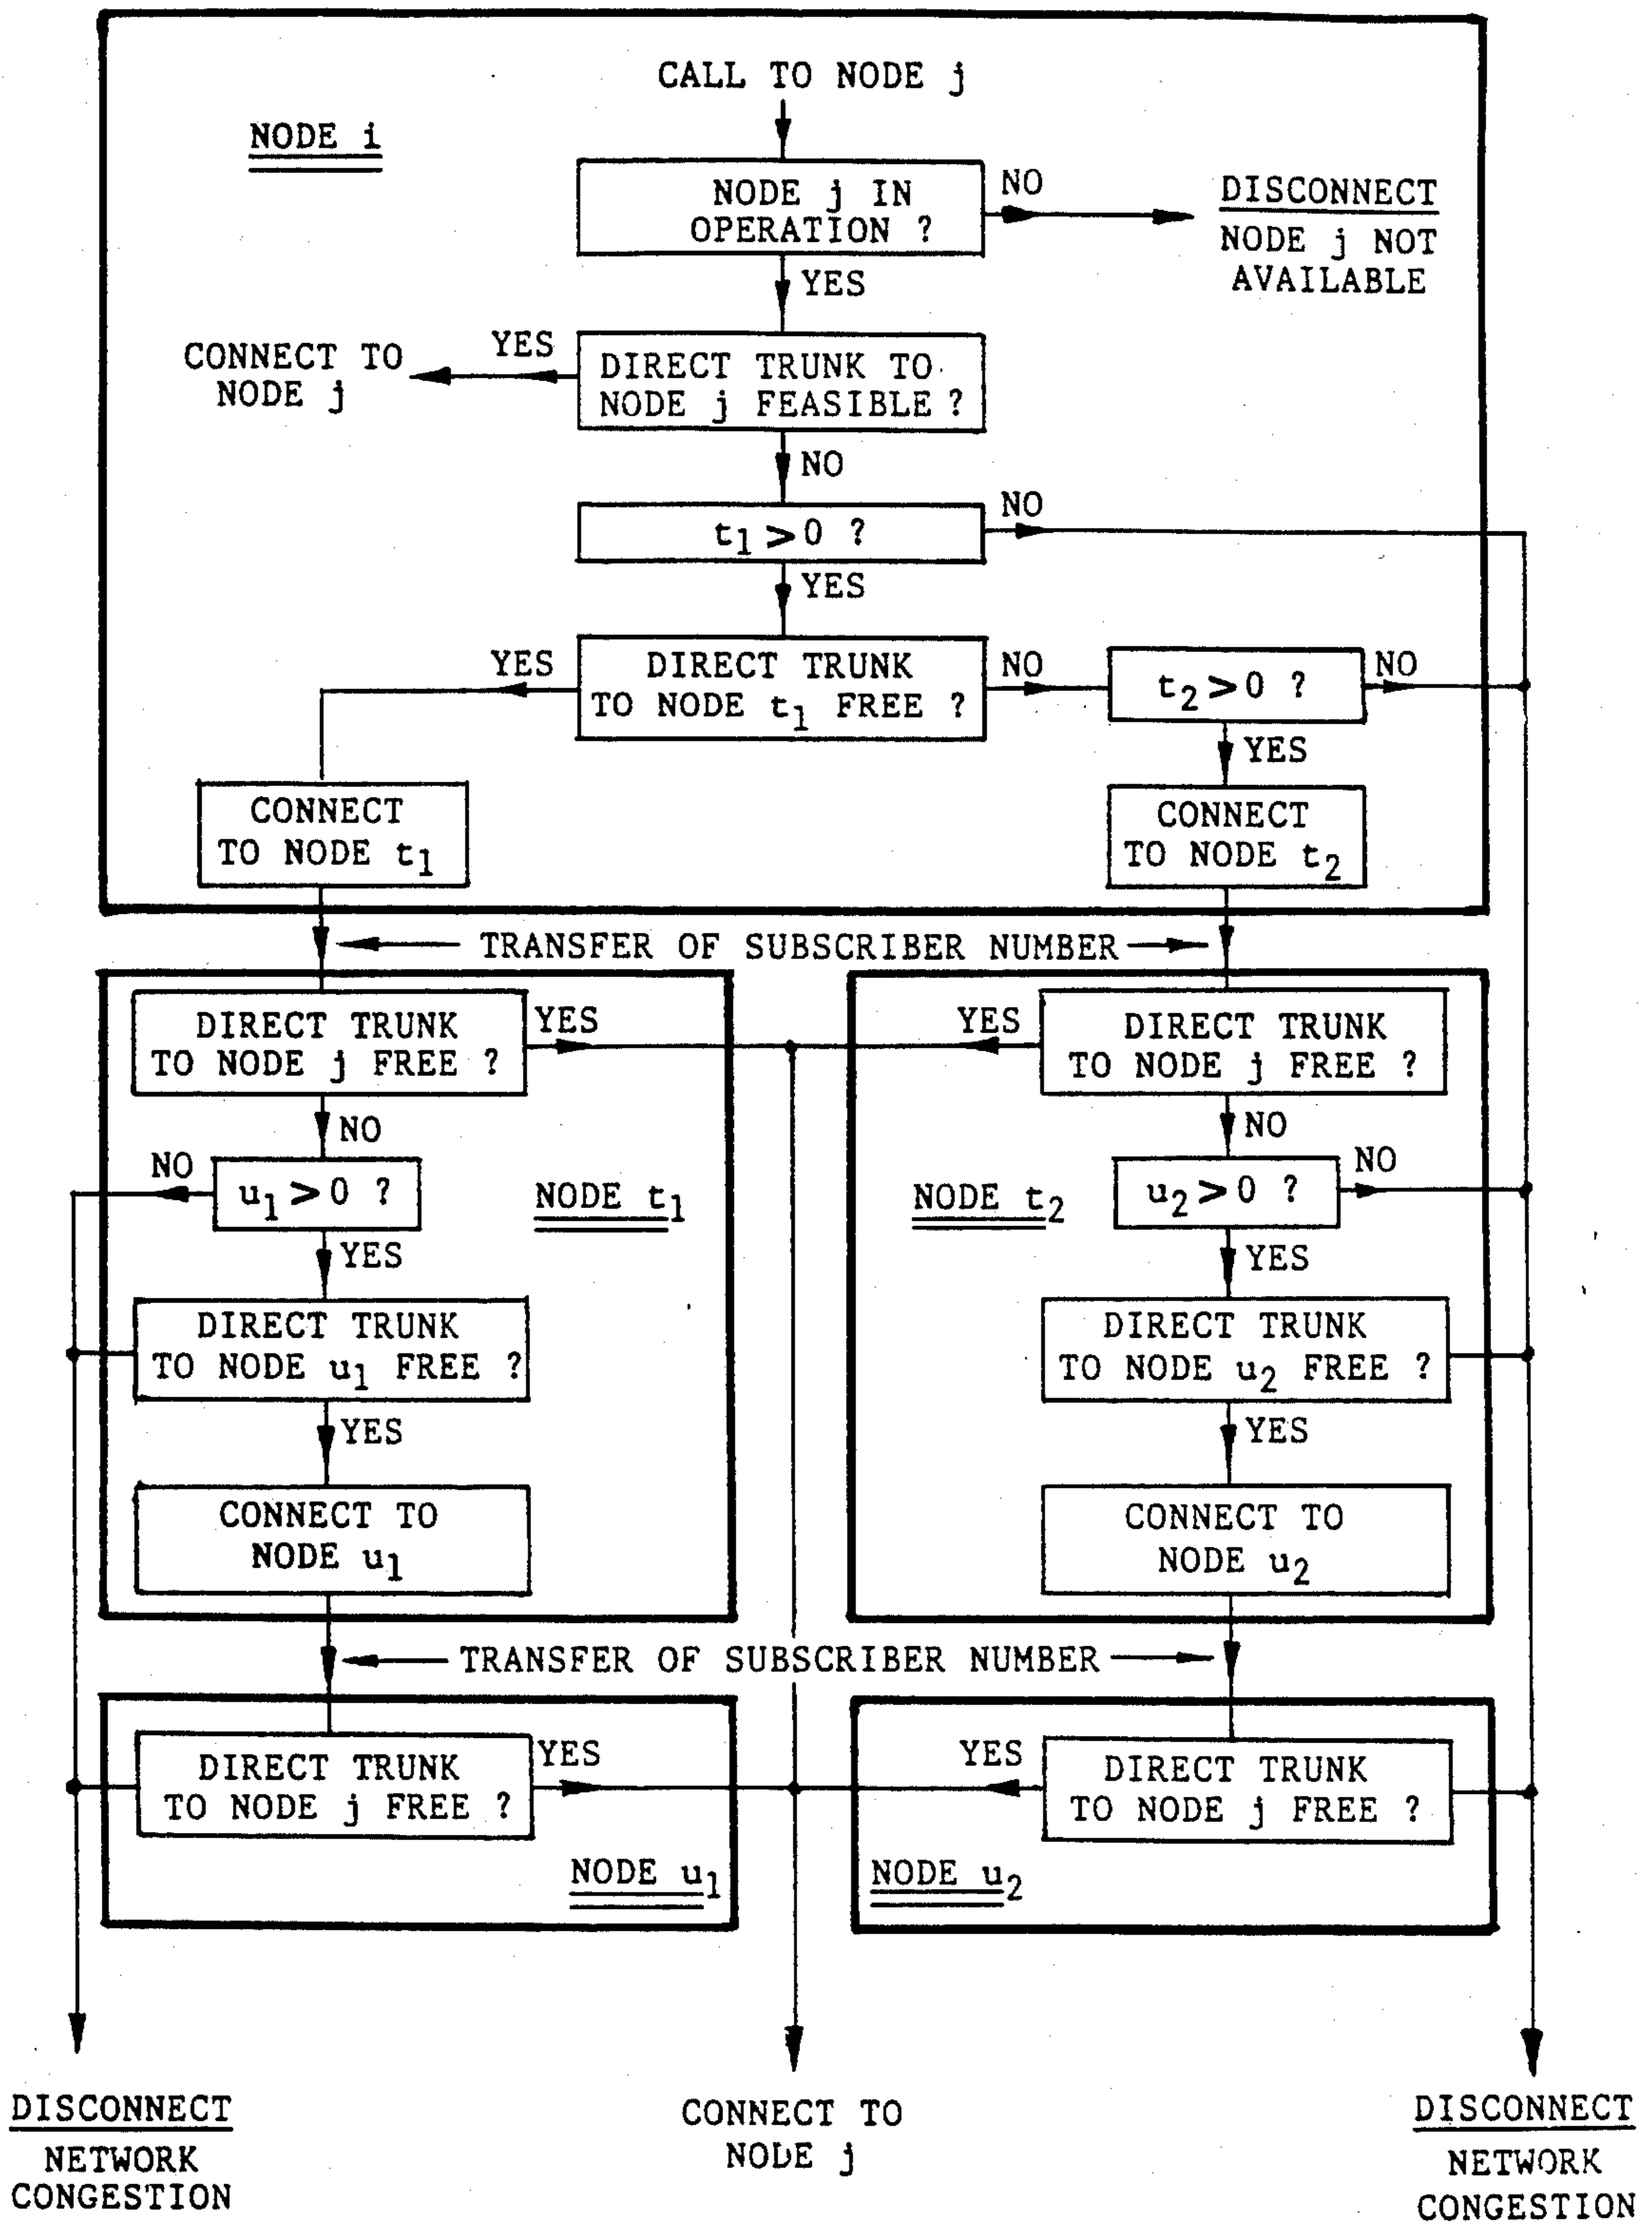 CALL TO NODE j
NODE i
NODE j IN
OPERATION ?
NO
DISCONNECT
NODE j NOT
AVAILABLE
YES
CONNECT TO
NODE j
YES
DIRECT TRUNK TO
NODE j FEASIBLE ?
NO
t1 > 0 ?
NO
YES
YES
DIRECT TRUNK
TO NODE t1 FREE ?
NO
t2 > 0 ?
NO
YES
CONNECT
TO NODE t1
CONNECT
TO NODE t2
TRANSFER OF SUBSCRIBER NUMBER
DIRECT TRUNK
TO NODE j FREE ?
YES
YES
DIRECT TRUNK
TO NODE j FREE ?
NO
NO
NO
u1 > 0 ?
NODE t1
NODE t2
u2 > 0 ?
NO
YES
YES
DIRECT TRUNK
TO NODE u1 FREE ?
DIRECT TRUNK
TO NODE u2 FREE ?
YES
YES
CONNECT TO
NODE u1
CONNECT TO
NODE u2
TRANSFER OF SUBSCRIBER NUMBER
DIRECT TRUNK
TO NODE j FREE ?
YES
YES
DIRECT TRUNK
TO NODE j FREE ?
NODE u1
NODE u2
DISCONNECT
NETWORK
CONGESTION
CONNECT TO
NODE j
DISCONNECT
NETWORK
CONGESTION